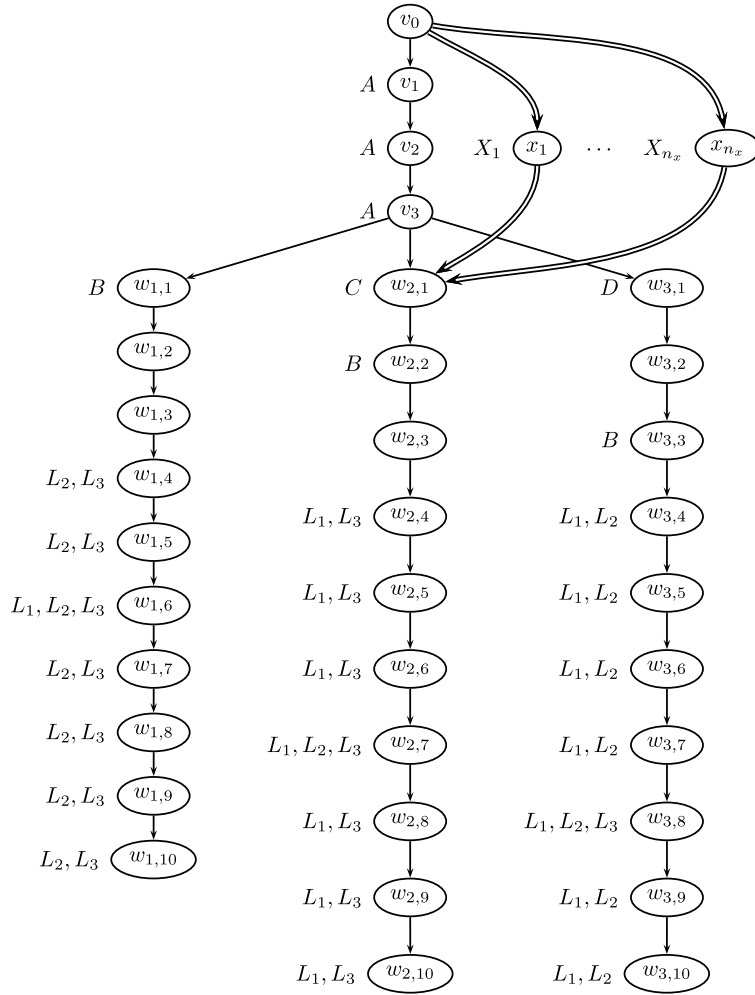 v₀
A v₁
A v₂ X₁ x₁ ⋯ Xₙₓ xₙₓ
A v₃
B w₁,₁ C w₂,₁ D w₃,₁
w₁,₂ B w₂,₂ w₃,₂
w₁,₃ w₂,₃ B w₃,₃
L₂, L₃ w₁,₄
L₁, L₃ w₂,₄ L₁, L₂ w₃,₄
L₂, L₃ w₁,₅
L₁, L₃ w₂,₅ L₁, L₂ w₃,₅
L₁, L₂, L₃ w₁,₆
L₂, L₃ w₁,₇ L₁, L₃ w₂,₆ L₁, L₂ w₃,₆
L₂, L₃ w₁,₈ L₁, L₂, L₃ w₂,₇ L₁, L₂ w₃,₇
L₂, L₃ w₁,₉
L₁, L₃ w₂,₈ L₁, L₂, L₃ w₃,₈
L₂, L₃ w₁,₁₀
L₁, L₃ w₂,₉ L₁, L₂ w₃,₉
L₁, L₃ w₂,₁₀ L₁, L₂ w₃,₁₀